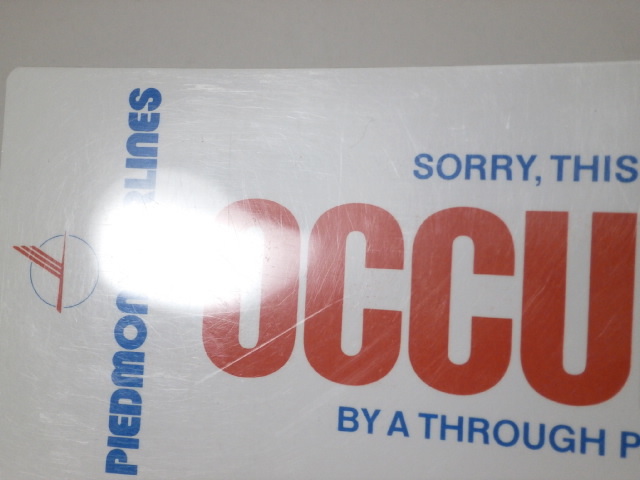 PIEDMON RLINES
SORRY, THIS
OCCU
BY A THROUGH P